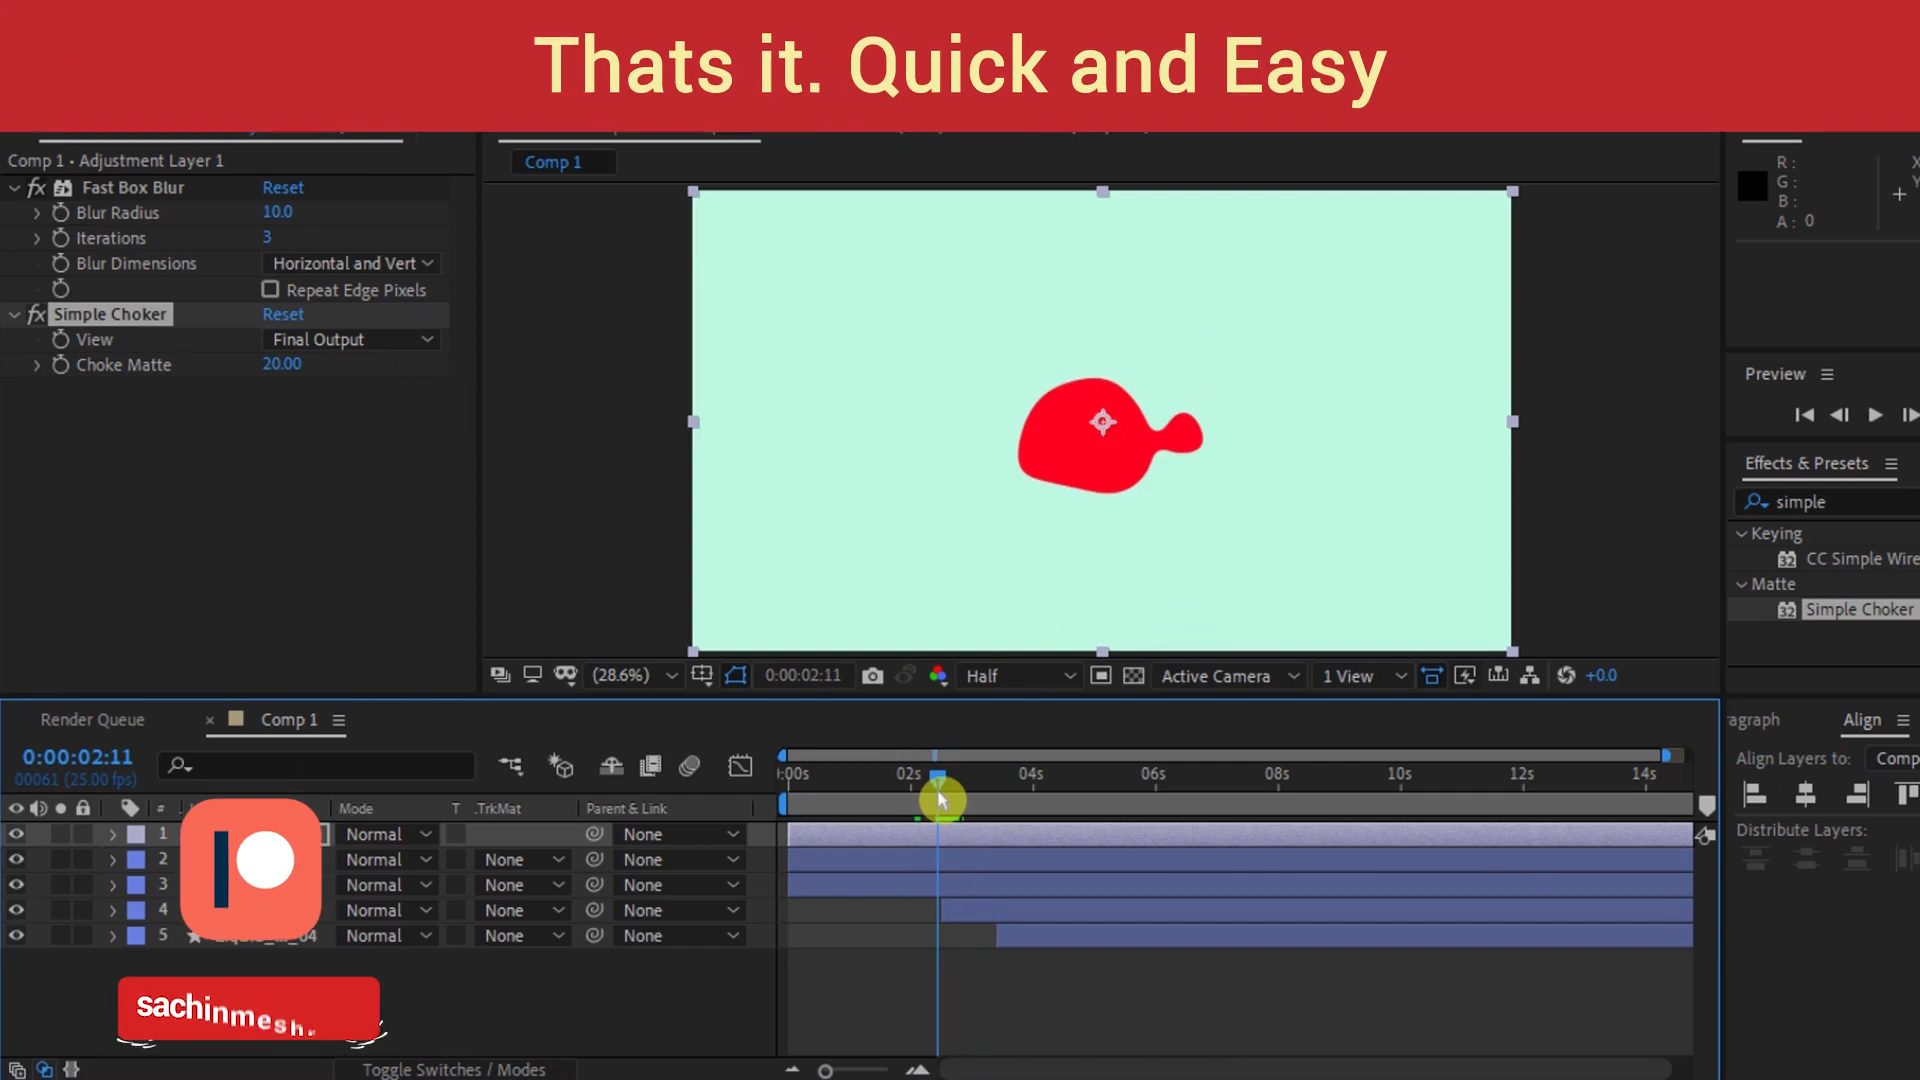 Thats it. Quick and Easy
Comp 1 • Adjustment Layer 1
fx Fast Box Blur Reset
Blur Radius 10.0
Iterations 3
Blur Dimensions Horizontal and Vert
Repeat Edge Pixels
fx Simple Choker Reset
View Final Output
Choke Matte 20.00
Comp 1
R :
G :
B :
A : 0
X
Y
Preview
Effects & Presets
simple
Keying
32 CC Simple Wire
Matte
32 Simple Choker
(28.6%) 0:00:02:11 Half Active Camera 1 View +0.0
Render Queue × Comp 1
0:00:02:11
00061 (25.00 fps)
:00s 02s 04s 06s 08s 10s 12s 14s
# Mode T .TrkMat Parent & Link
1 Normal None
2 Normal None None
3 Normal None None
4 Normal None None
5 Normal None None
Toggle Switches / Modes
ragraph Align
Align Layers to: Comp
Distribute Layers:
sachinmesh.